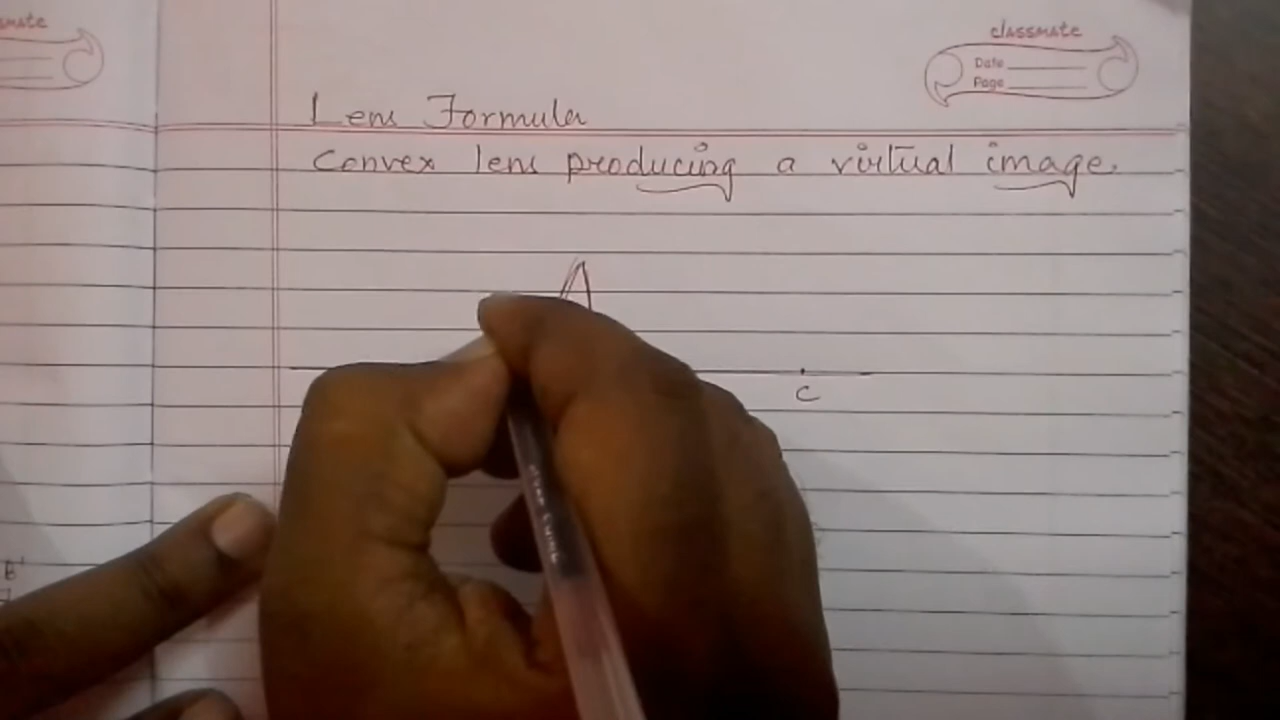 classmate
Date
Page
Lens Formula
Convex lens producing a virtual image.
C
B'